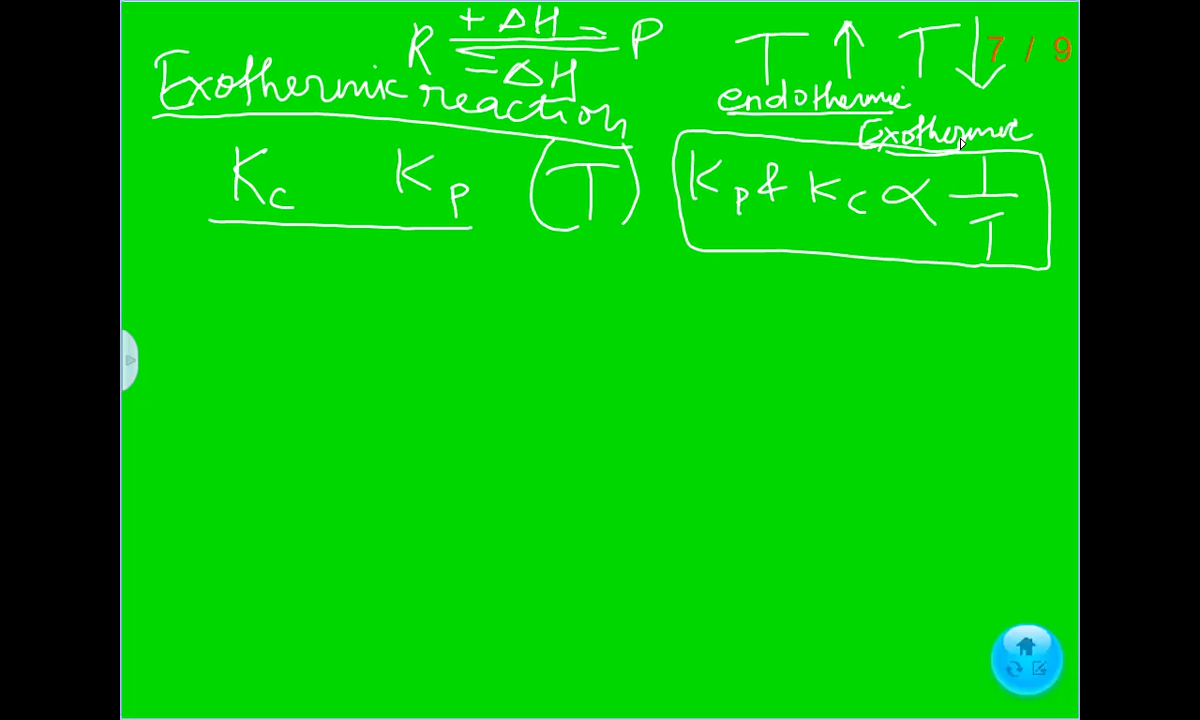 R +ΔH ⇌ -ΔH P
T ↑ T ↓
7 / 9
endothermic
Exothermic
Exothermic reaction
Kc Kp (T)
Kp & Kc ∝ 1/T